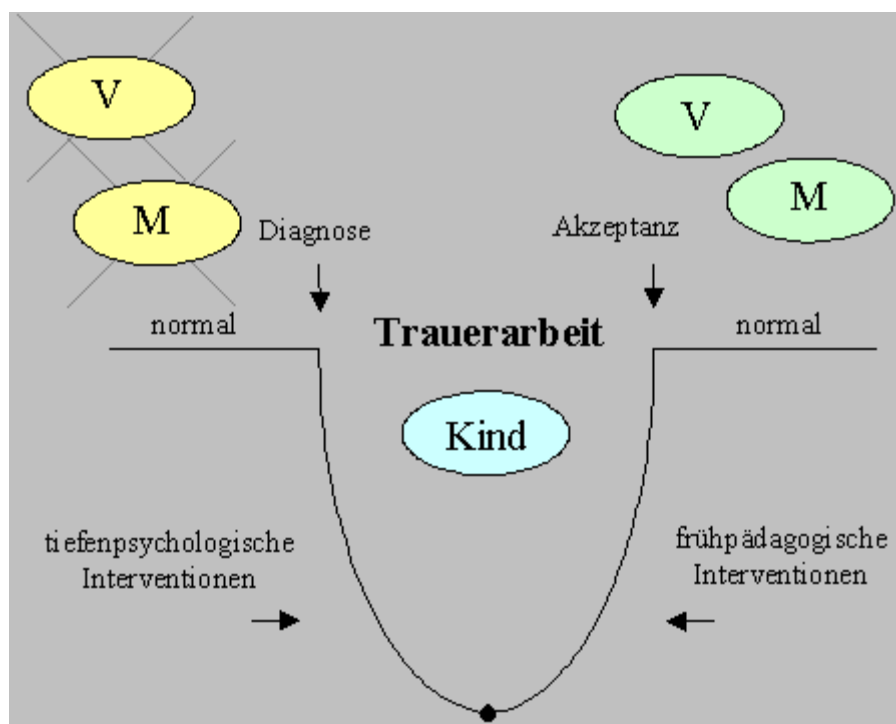 V
V
M
M
Diagnose
Akzeptanz
normal
Trauerarbeit
normal
Kind
tiefenpsychologische
Interventionen
frühpädagogische
Interventionen